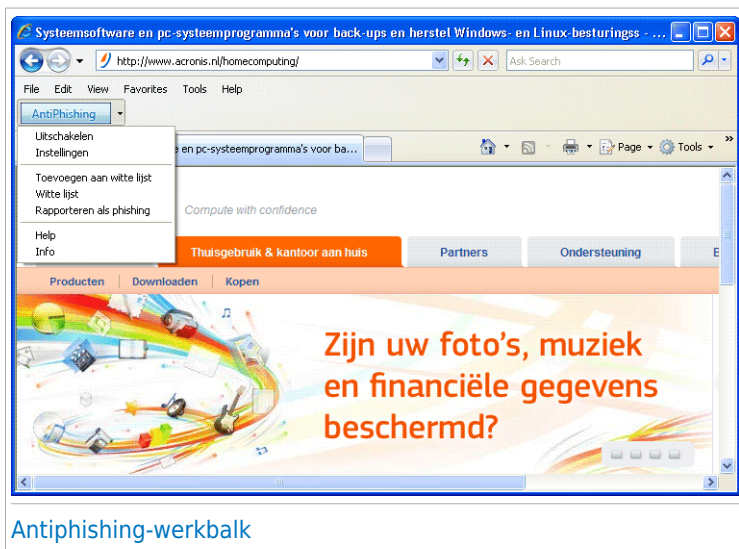 Systeemsoftware en pc-systeemprogramma's voor back-ups en herstel Windows- en Linux-besturingss - ...
http://www.acronis.nl/homecomputing/
Ask Search
File Edit View Favorites Tools Help
AntiPhishing
Uitschakelen
Instellingen
Toevoegen aan witte lijst
Witte lijst
Rapporteren als phishing
Help
Info
e en pc-systeemprogramma's voor ba...
Page Tools »
Compute with confidence
Thuisgebruik & kantoor aan huis Partners Ondersteuning
Producten Downloaden Kopen
Zijn uw foto's, muziek
en financiële gegevens
beschermd?
Antiphishing-werkbalk